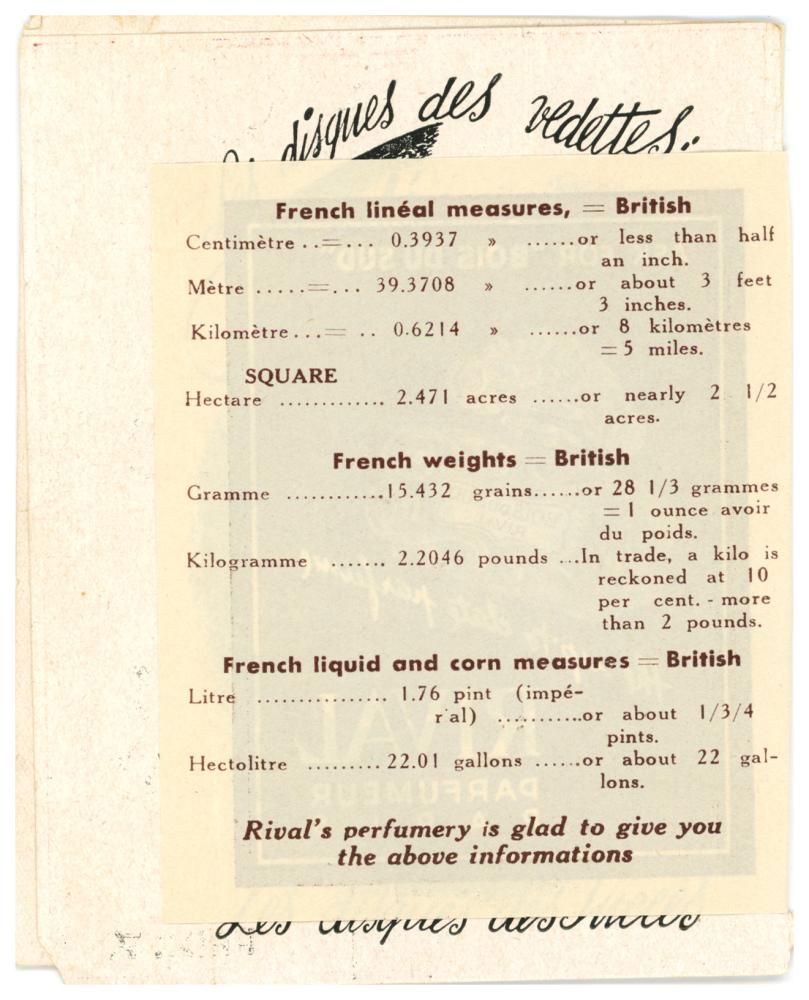 disques des vedettes.
French linéal measures, = British
Centimètre ..=... 0.3937 » ......or less than half
an inch.
Mètre .....=... 39.3708 » ......or about 3 feet
3 inches.
Kilomètre...= .. 0.6214 » ......or 8 kilomètres
= 5 miles.
SQUARE
Hectare ............. 2.471 acres ......or nearly 2 1/2
acres.
French weights = British
Gramme .............15.432 grains......or 28 1/3 grammes
= 1 ounce avoir
du poids.
Kilogramme ....... 2.2046 pounds ...In trade, a kilo is
reckoned at 10
per cent. - more
than 2 pounds.
French liquid and corn measures = British
Litre ................ 1.76 pint (impé-
r al) ...........or about 1/3/4
pints.
Hectolitre .........22.01 gallons ......or about 22 gal-
lons.
Rival's perfumery is glad to give you
the above informations
Les disques des